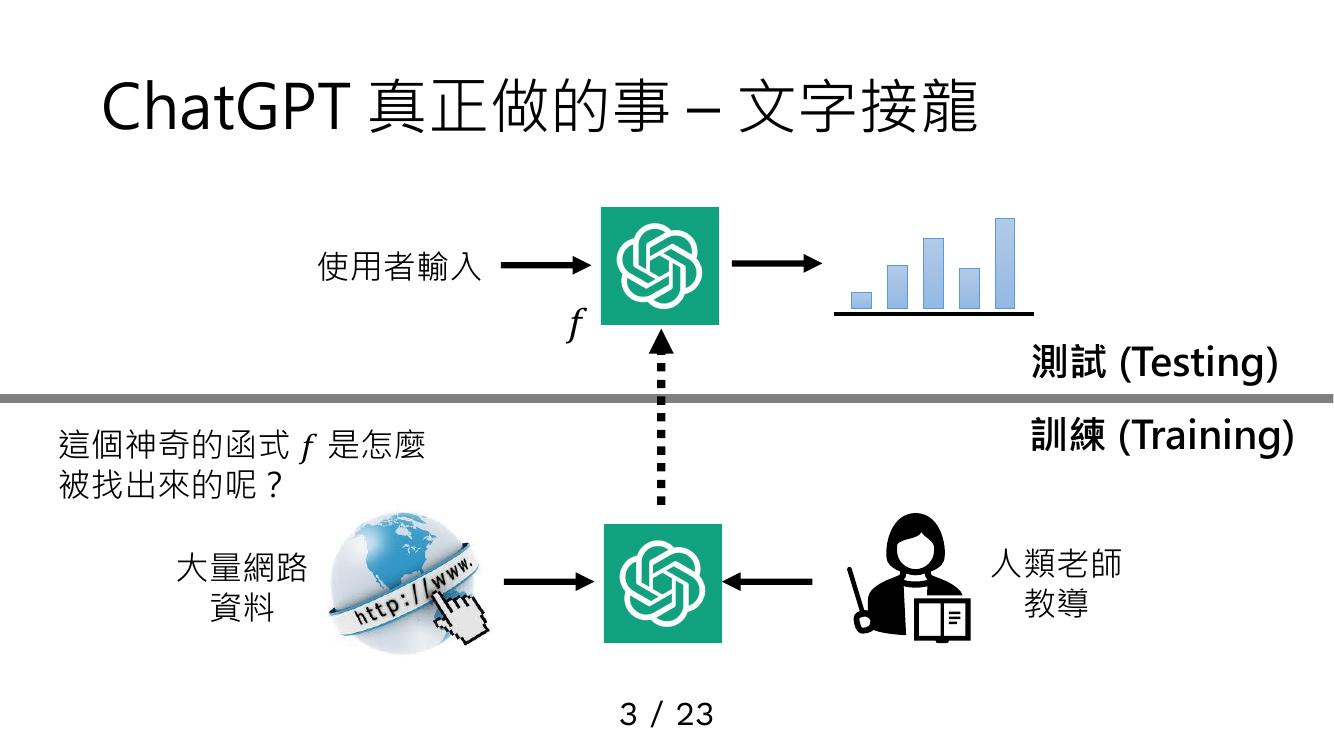 ChatGPT 真正做的事 – 文字接龍
使用者輸入
f
測試 (Testing)
訓練 (Training)
這個神奇的函式 f 是怎麼
被找出來的呢？
大量網路
資料
http://www.
人類老師
教導
3 / 23